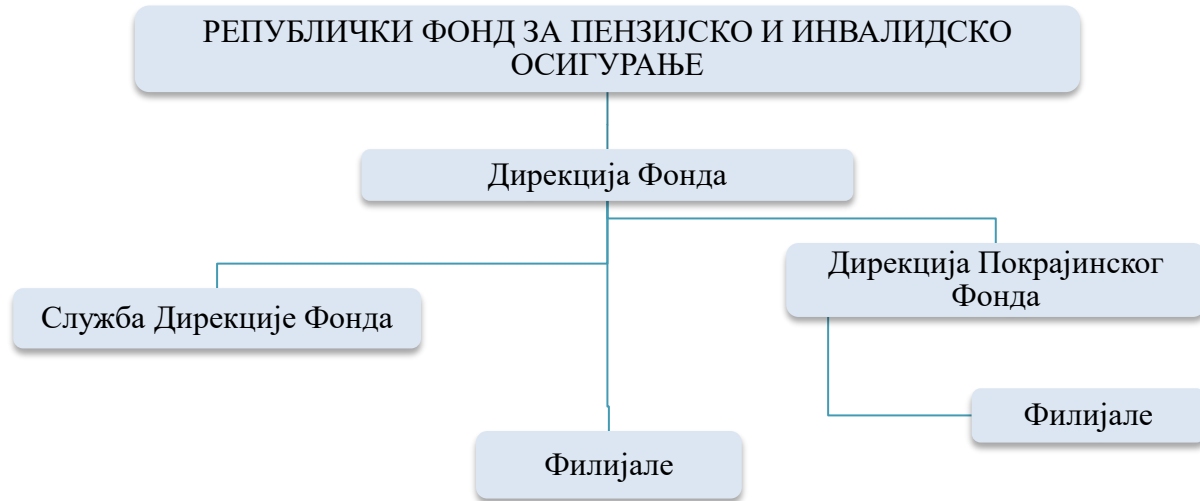 РЕПУБЛИЧКИ ФОНД ЗА ПЕНЗИЈСКО И ИНВАЛИДСКО
ОСИГУРАЊЕ
Дирекција Фонда
Служба Дирекције Фонда
Дирекција Покрајинског
Фонда
Филијале
Филијале